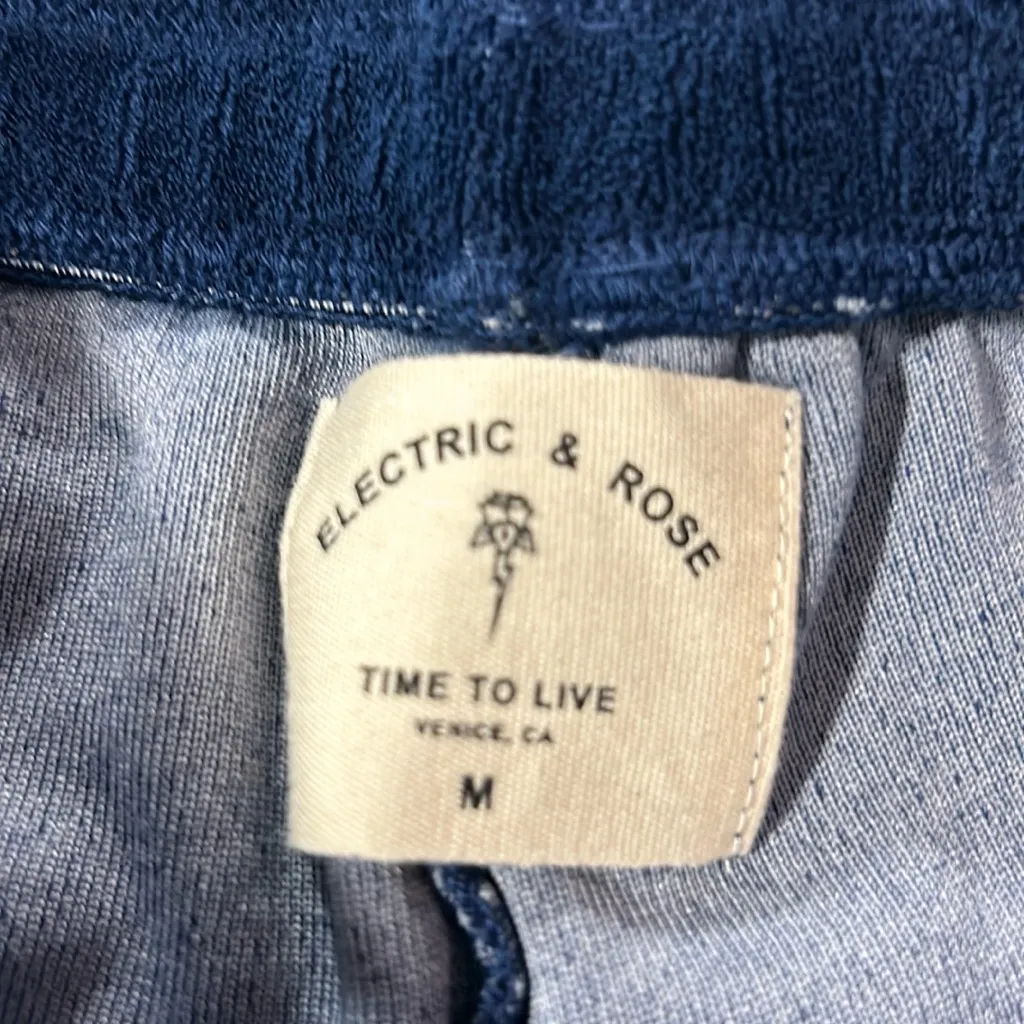 ELECTRIC & ROSE
TIME TO LIVE
VENICE, CA
M